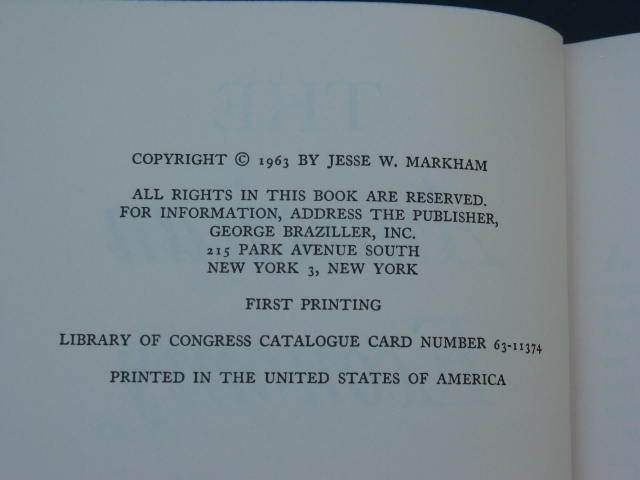 COPYRIGHT © 1963 BY JESSE W. MARKHAM
ALL RIGHTS IN THIS BOOK ARE RESERVED.
FOR INFORMATION, ADDRESS THE PUBLISHER,
GEORGE BRAZILLER, INC.
215 PARK AVENUE SOUTH
NEW YORK 3, NEW YORK
FIRST PRINTING
LIBRARY OF CONGRESS CATALOGUE CARD NUMBER 63-11374
PRINTED IN THE UNITED STATES OF AMERICA